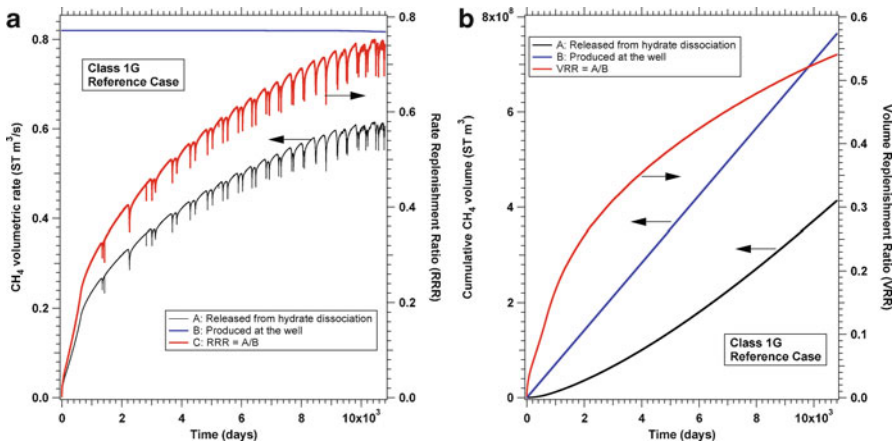 a
CH₄ volumetric rate (ST m³/s)
0.8
0.6
0.4
0.2
0.0
Class 1G
Reference Case
A: Released from hydrate dissociation
B: Produced at the well
C: RRR = A/B
0 2 4 6 8 10x10³
Time (days)
0.8
0.6
0.4
0.2
0.0
Rate Replenishment Ratio (RRR)
b
Cumulative CH₄ volume (ST m³)
8x10⁸
6
4
2
0
A: Released from hydrate dissociation
B: Produced at the well
VRR = A/B
Class 1G
Reference Case
0 2 4 6 8 10x10³
Time (days)
0.6
0.5
0.4
0.3
0.2
0.1
0.0
Volume Replenishment Ratio (VRR)